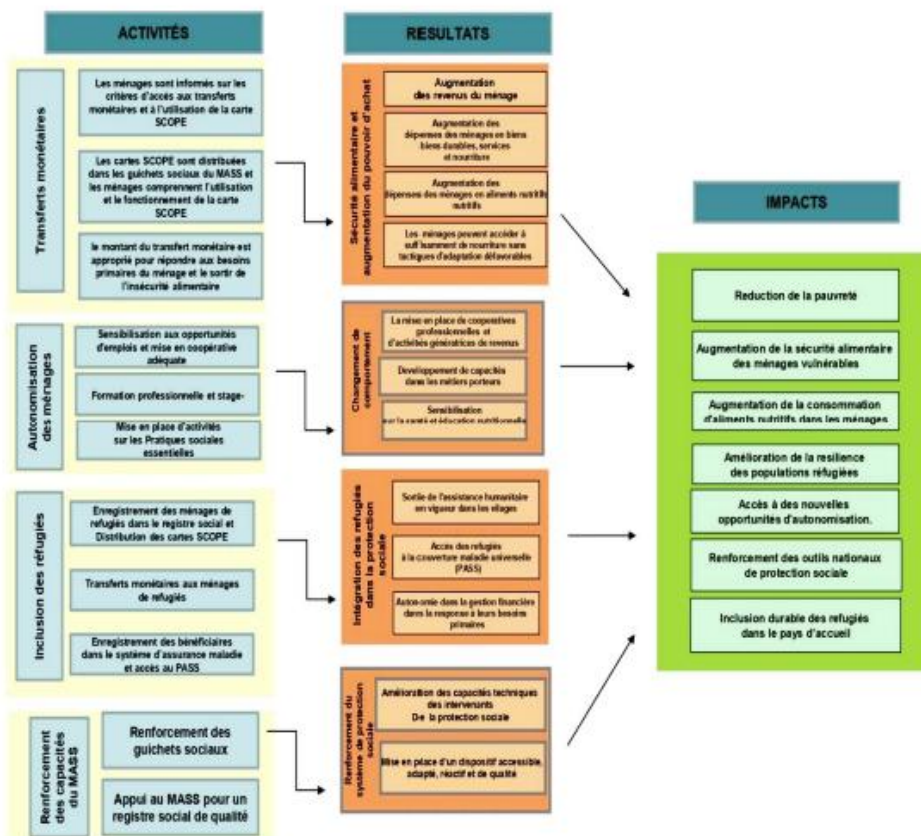 ACTIVITÉS
Transferts monétaires
Les ménages sont informés sur les
critères d'accès aux transferts
monétaires et à l'utilisation de la carte
SCOPE
Les cartes SCOPE sont distribuées
dans les guichets sociaux du MASS et
les ménages comprennent l'utilisation
et le fonctionnement de la carte
SCOPE
le montant du transfert monétaire est
approprié pour répondre aux besoins
primaires du ménage et le sortir de
l'insécurité alimentaire
Autonomisation
des ménages
Sensibilisation aux opportunités
d'emplois et mise en coopérative
adéquate
Formation professionnelle et stage-
Mise en place d'activités
sur les Pratiques sociales
essentielles
Inclusion des réfugiés
Enregistrement des ménages de
refugiés dans le registre social et
Distribution des cartes SCOPE
Transferts monétaires aux ménages
de refugiés
Enregistrement des bénéficiaires
dans le système d'assurance maladie
et accès au PASS
Renforcement
des capacités
du MASS
Renforcement des
guichets sociaux
Appui au MASS pour un
registre social de qualité
RESULTATS
Sécurité alimentaire et
augmentation du pouvoir d'achat
Augmentation
des revenus du ménage
Augmentation des
dépenses des ménages en biens
biens durables, services
et nourriture
Augmentation des
dépenses des ménages en aliments nutritifs
nutritifs
Les ménages peuvent accéder à
suffisamment de nourriture sans
tactiques d'adaptation défavorables
Changement de
comportement
La mise en place de cooperatives
professionnelles et
d'activités génératrices de revenus
Developpement de capacités
dans les métiers porteurs
Sensibilisation
sur la santé et éducation nutritionnelle
Intégration des refugiés
dans la protection
sociale
Sortie de l'assistance humanitaire
en vigueur dans les villages
Accès des refugiés
à la couverture maladie universelle
(PASS)
Autonomie dans la gestion financière
dans la response à leurs besoins
primaires
Renforcement du
système de protection
sociale
Amélioration des capacités techniques
des intervenants
De la protection sociale
Mise en place d'un dispositif accessible,
adapté, réactif et de qualité
IMPACTS
Reduction de la pauvreté
Augmentation de la sécurité alimentaire
des ménages vulnérables
Augmentation de la consommation
d'aliments nutritifs dans les ménages
Amélioration de la resilience
des populations réfugiées
Accès à des nouvelles
opportunités d'autonomisation.
Renforcement des outils nationaux
de protection sociale
Inclusion durable des refugiés
dans le pays d'accueil